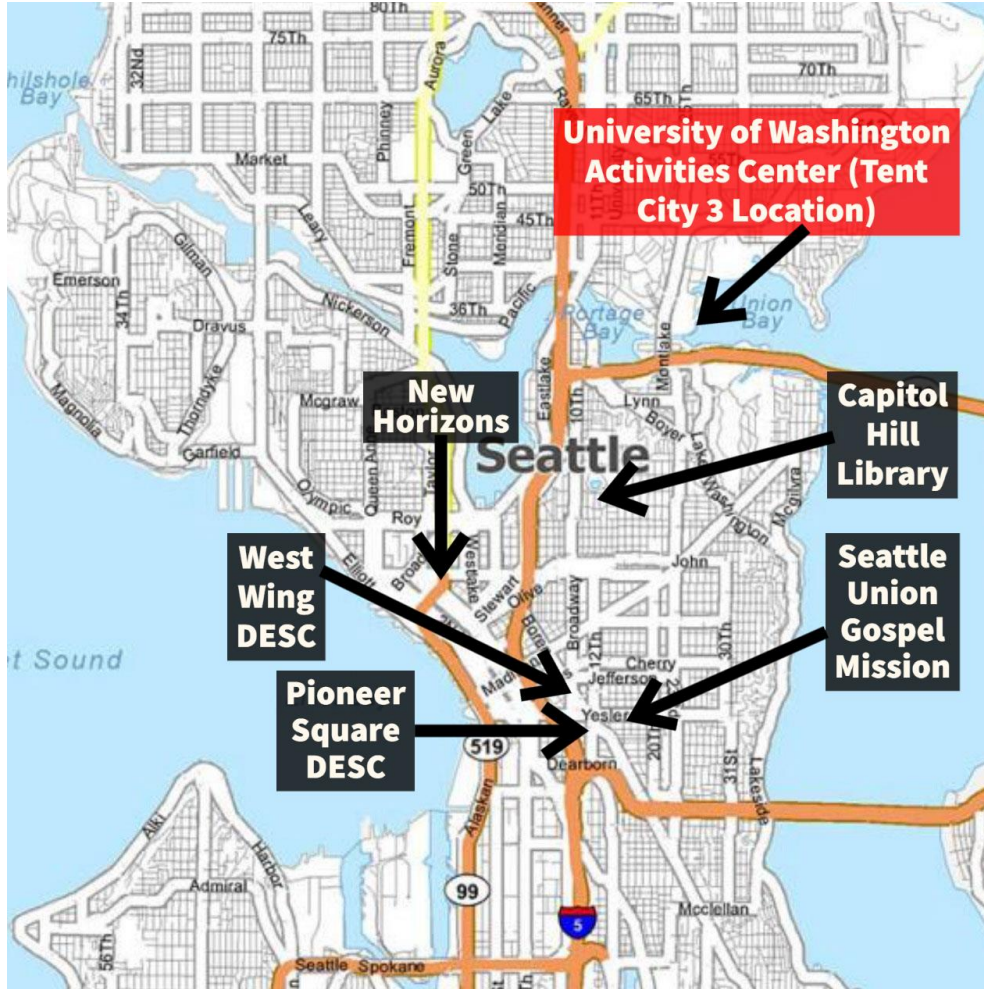 80Th
75Th
70Th
65Th
32Nd
Aurora
hilshole
Bay
Phinney
Green
Lake
University of Washington
Activities Center (Tent
City 3 Location)
Market
50Th
45Th
Leary
Fremont
Stone
Meridian
11Th
Gilman
Emerson
34Th
Dravus
Nickerson
36Th
Pacific
Portage
Bay
Union
Bay
Montlake
Magnolia
Thorndyke
Garfield
Mcgraw
New
Horizons
Queen Ann
Taylor
Eastlake
10Th
Lynn
Boyer
Capitol
Hill
Library
Seattle
Lake
Washington
Mcgilvra
Olympic
Roy
Elliott
Broad
Westlake
Stewart
Olive
John
West
Wing
DESC
Broadway
12Th
Cherry
Jefferson
30Th
Seattle
Union
Gospel
Mission
t Sound
Pioneer
Square
DESC
Yesler
20Th
519
Dearborn
31St
Lakeside
Alaskan
Alki
Harbor
Admiral
99
5
Mcclellan
56Th
Seattle Spokane